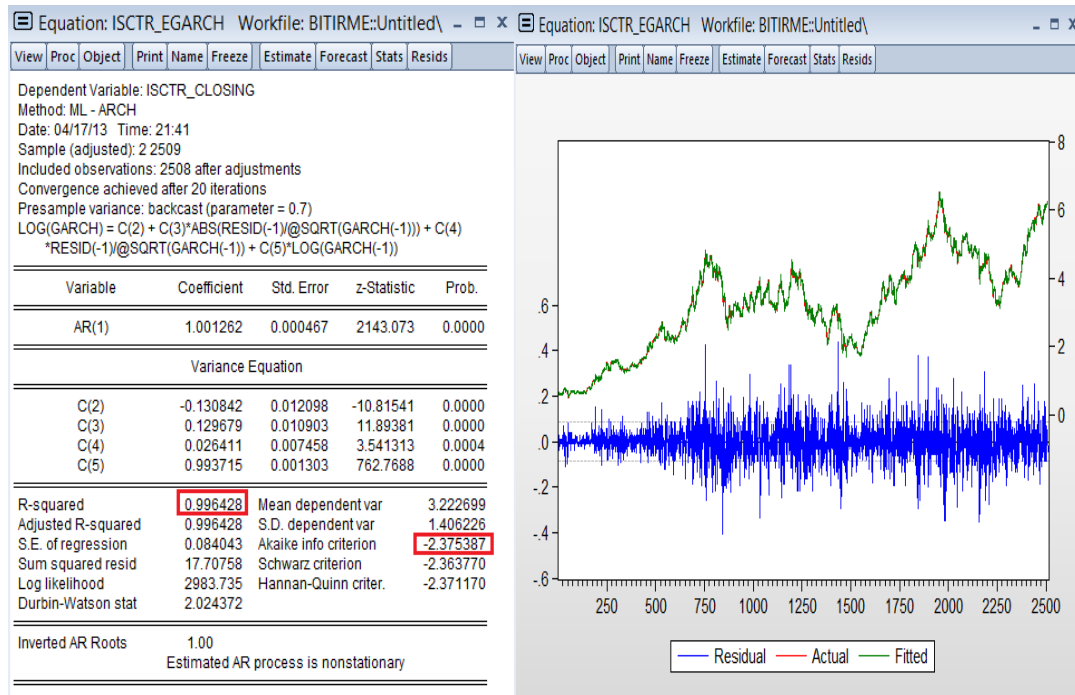 Equation: ISCTR_EGARCH Workfile: BITIRME::Untitled\
View Proc Object Print Name Freeze Estimate Forecast Stats Resids
Dependent Variable: ISCTR_CLOSING
Method: ML - ARCH
Date: 04/17/13 Time: 21:41
Sample (adjusted): 2 2509
Included observations: 2508 after adjustments
Convergence achieved after 20 iterations
Presample variance: backcast (parameter = 0.7)
LOG(GARCH) = C(2) + C(3)*ABS(RESID(-1)/@SQRT(GARCH(-1))) + C(4)
*RESID(-1)/@SQRT(GARCH(-1)) + C(5)*LOG(GARCH(-1))
Variable Coefficient Std. Error z-Statistic Prob.
AR(1) 1.001262 0.000467 2143.073 0.0000
Variance Equation
C(2) -0.130842 0.012098 -10.81541 0.0000
C(3) 0.129679 0.010903 11.89381 0.0000
C(4) 0.026411 0.007458 3.541313 0.0004
C(5) 0.993715 0.001303 762.7688 0.0000
R-squared 0.996428 Mean dependent var 3.222699
Adjusted R-squared 0.996428 S.D. dependent var 1.406226
S.E. of regression 0.084043 Akaike info criterion -2.375387
Sum squared resid 17.70758 Schwarz criterion -2.363770
Log likelihood 2983.735 Hannan-Quinn criter. -2.371170
Durbin-Watson stat 2.024372
Inverted AR Roots 1.00
Estimated AR process is nonstationary
Equation: ISCTR_EGARCH Workfile: BITIRME::Untitled\
View Proc Object Print Name Freeze Estimate Forecast Stats Resids
8
6
4
2
0
.6
.4
.2
.0
-.2
-.4
-.6
250 500 750 1000 1250 1500 1750 2000 2250 2500
Residual Actual Fitted